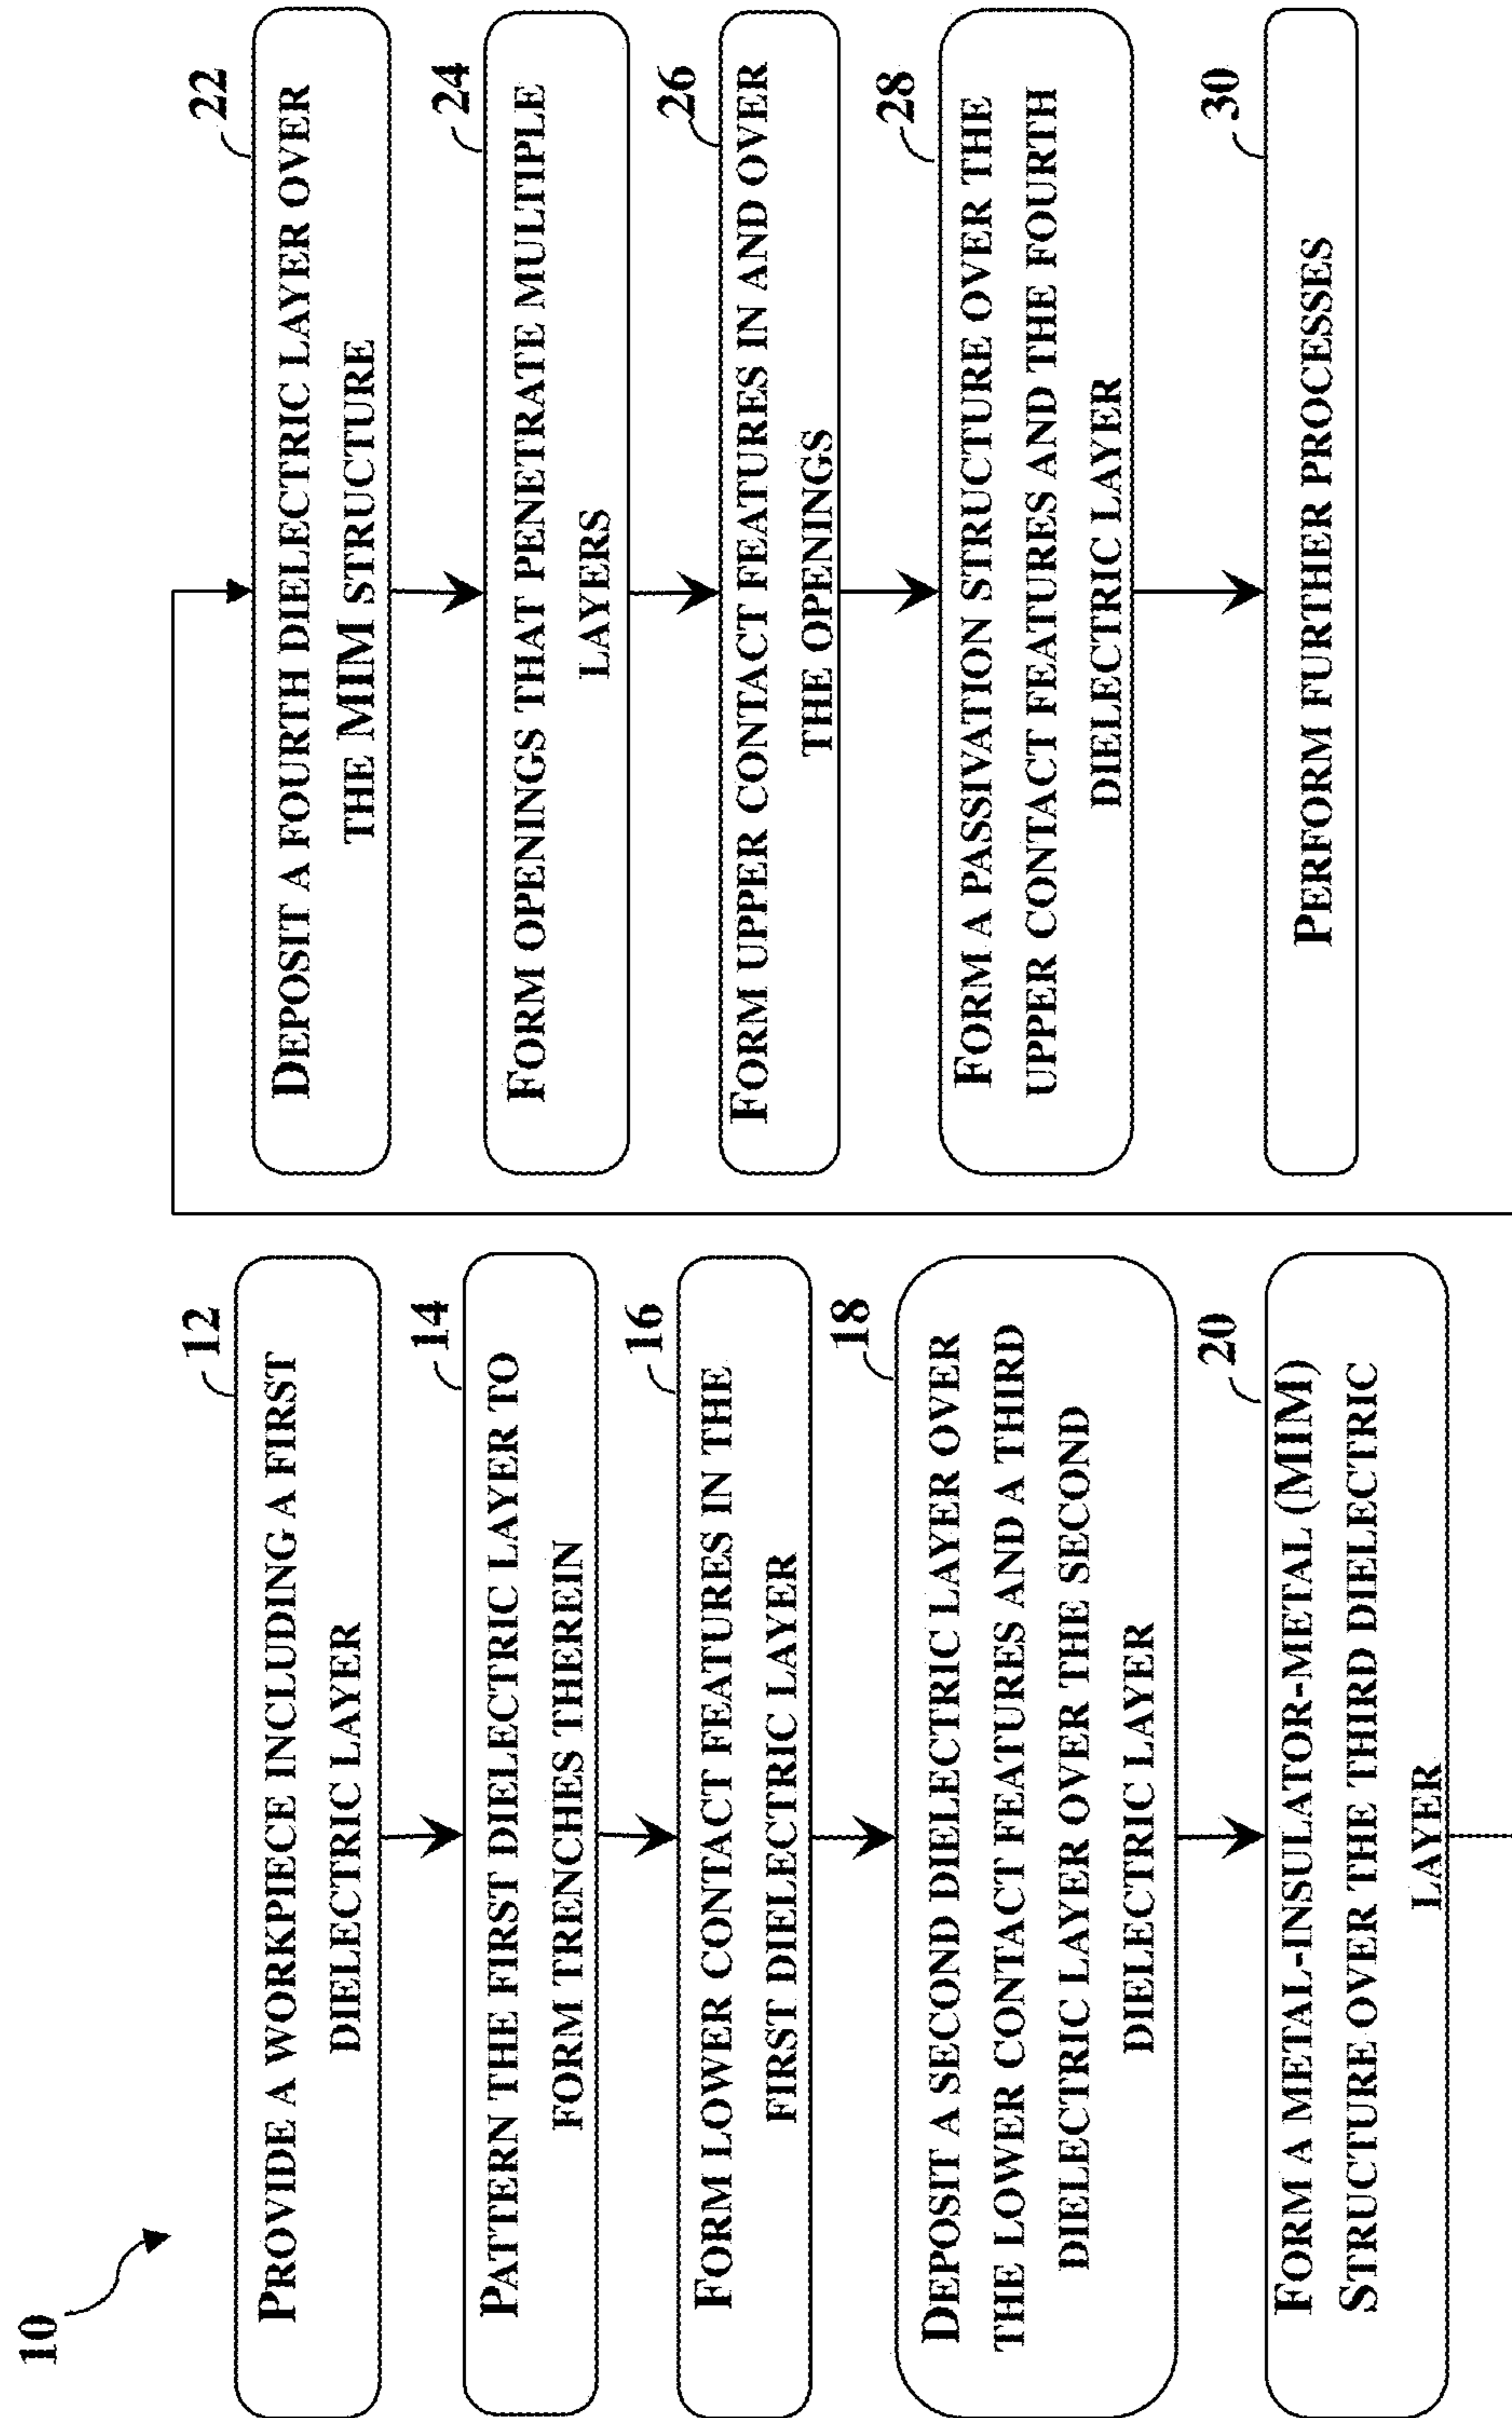 10
12
PROVIDE A WORKPIECE INCLUDING A FIRST
DIELECTRIC LAYER
14
PATTERN THE FIRST DIELECTRIC LAYER TO
FORM TRENCHES THEREIN
16
FORM LOWER CONTACT FEATURES IN THE
FIRST DIELECTRIC LAYER
18
DEPOSIT A SECOND DIELECTRIC LAYER OVER
THE LOWER CONTACT FEATURES AND A THIRD
DIELECTRIC LAYER OVER THE SECOND
DIELECTRIC LAYER
20
FORM A METAL-INSULATOR-METAL (MIM)
STRUCTURE OVER THE THIRD DIELECTRIC
LAYER
22
DEPOSIT A FOURTH DIELECTRIC LAYER OVER
THE MIM STRUCTURE
24
FORM OPENINGS THAT PENETRATE MULTIPLE
LAYERS
26
FORM UPPER CONTACT FEATURES IN AND OVER
THE OPENINGS
28
FORM A PASSIVATION STRUCTURE OVER THE
UPPER CONTACT FEATURES AND THE FOURTH
DIELECTRIC LAYER
30
PERFORM FURTHER PROCESSES